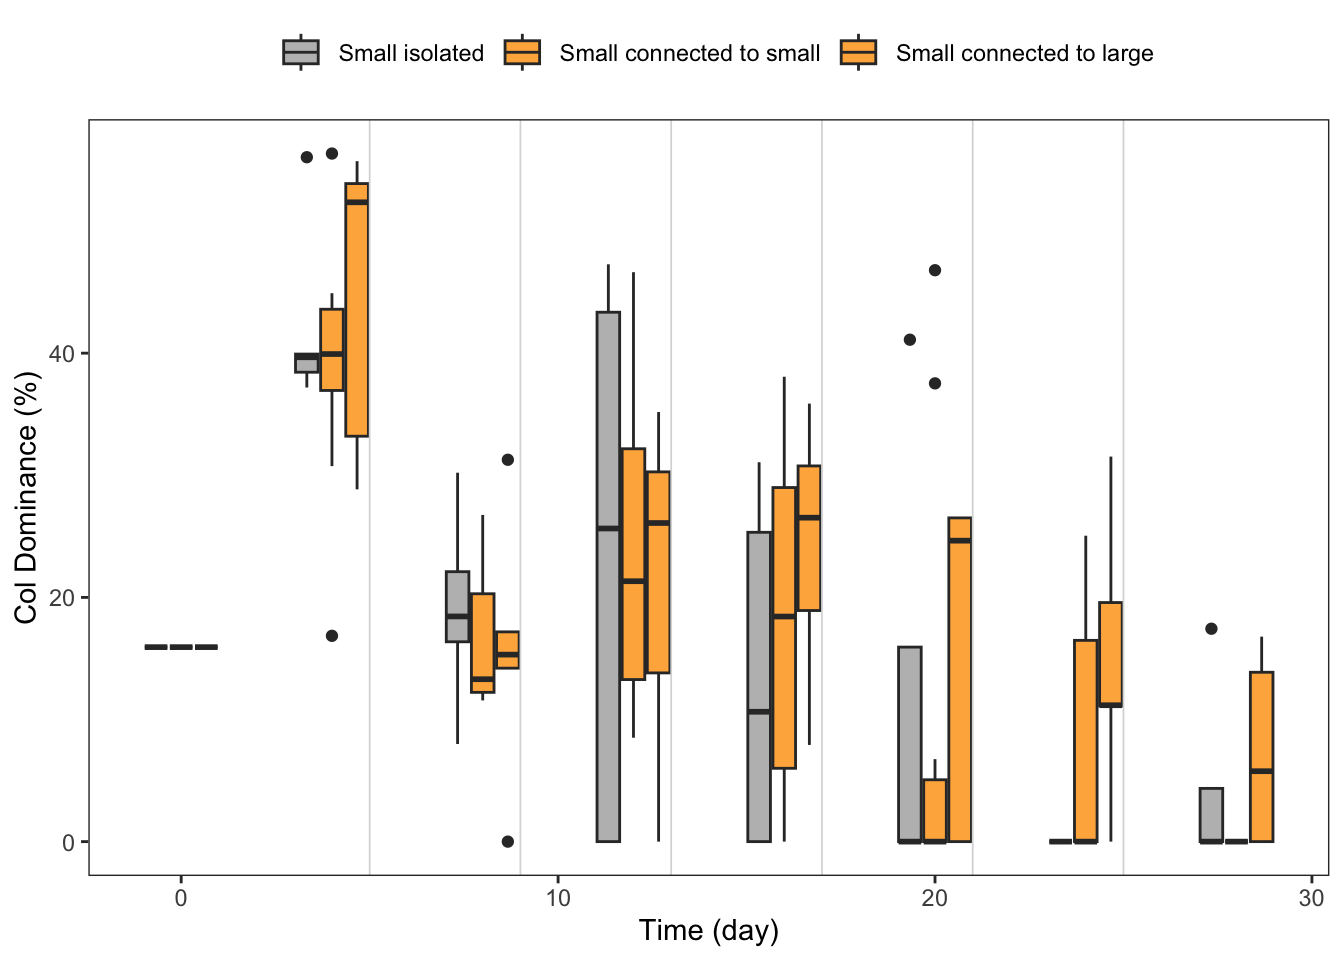 Small isolated Small connected to small Small connected to large
Col Dominance (%)
40
20
0
0 10 20 30
Time (day)